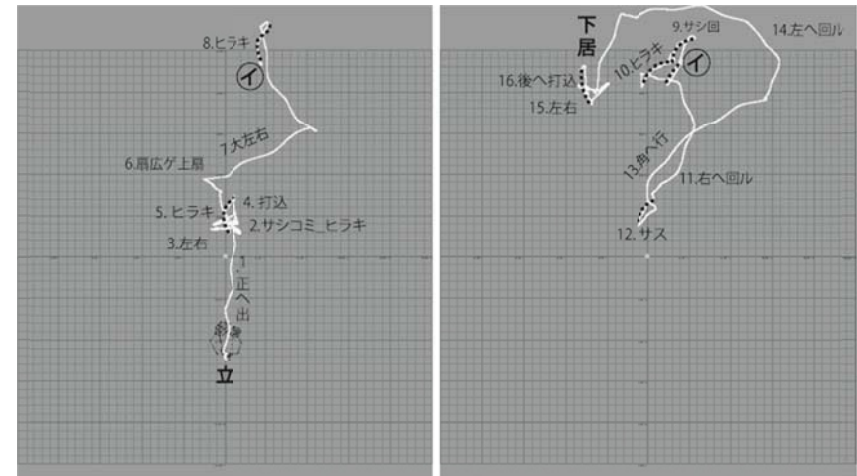 8.ヒラキ
イ
7大左右
6.扇広ゲ上扇
4. 打込
5. ヒラキ
2.サシコミ_ヒラキ
3.左右
1.正へ出
立
下居
9.サシ回
14.左へ回ル
10.ヒラキ
イ
16.後へ打込
15.左右
13.角へ行
11.右へ回ル
12.サス